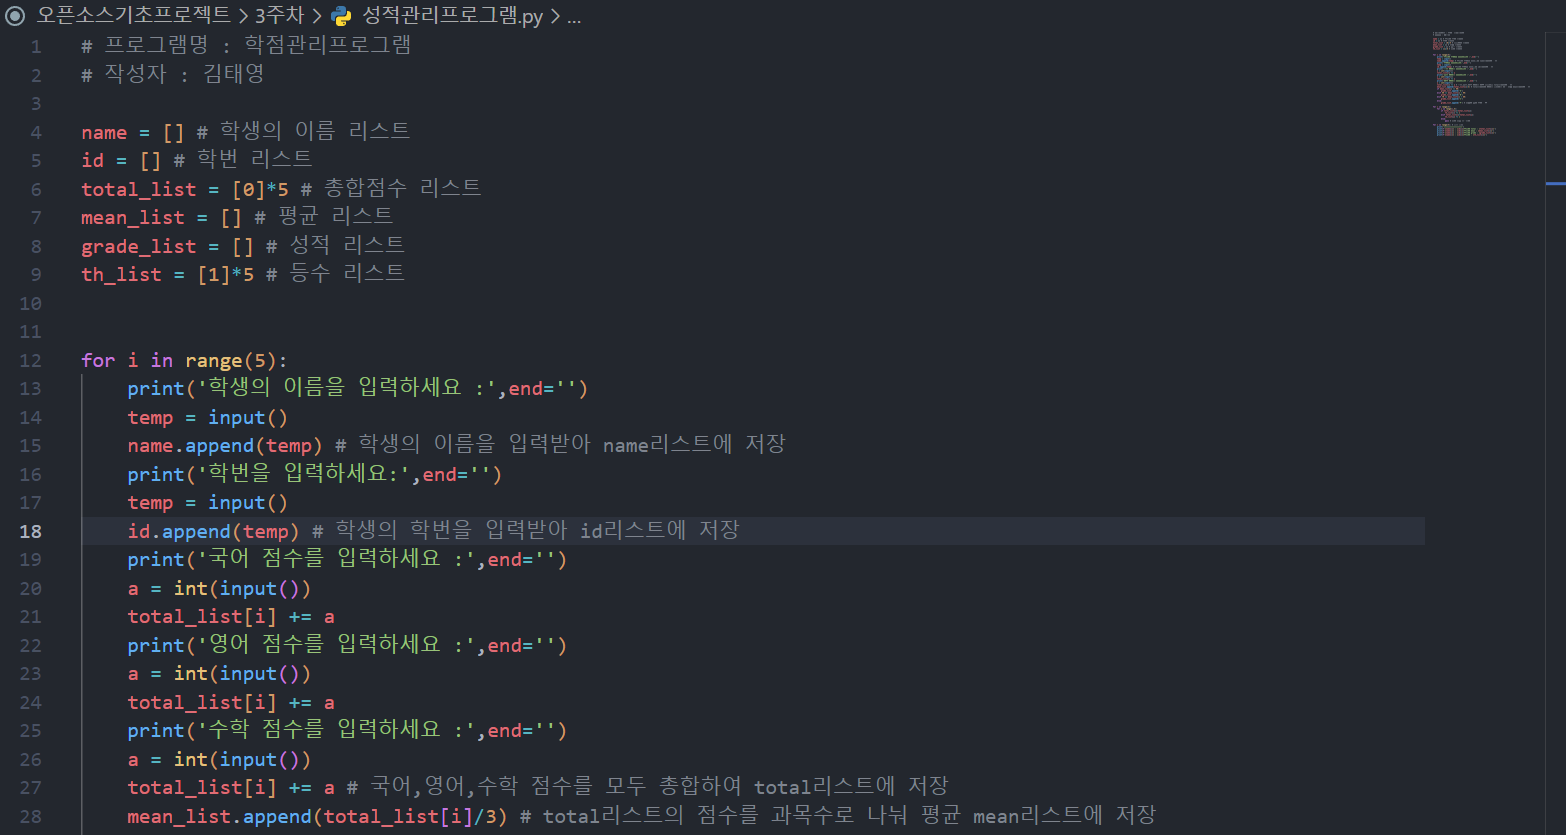 오픈소스기초프로젝트 > 3주차 > 성적관리프로그램.py > ...
1 # 프로그램명 : 학점관리프로그램
2 # 작성자 : 김태영
3
4 name = [] # 학생의 이름 리스트
5 id = [] # 학번 리스트
6 total_list = [0]*5 # 총합점수 리스트
7 mean_list = [] # 평균 리스트
8 grade_list = [] # 성적 리스트
9 th_list = [1]*5 # 등수 리스트
10
11
12 for i in range(5):
13     print('학생의 이름을 입력하세요 :',end='')
14     temp = input()
15     name.append(temp) # 학생의 이름을 입력받아 name리스트에 저장
16     print('학번을 입력하세요:',end='')
17     temp = input()
18     id.append(temp) # 학생의 학번을 입력받아 id리스트에 저장
19     print('국어 점수를 입력하세요 :',end='')
20     a = int(input())
21     total_list[i] += a
22     print('영어 점수를 입력하세요 :',end='')
23     a = int(input())
24     total_list[i] += a
25     print('수학 점수를 입력하세요 :',end='')
26     a = int(input())
27     total_list[i] += a # 국어,영어,수학 점수를 모두 총합하여 total리스트에 저장
28     mean_list.append(total_list[i]/3) # total리스트의 점수를 과목수로 나눠 평균 mean리스트에 저장